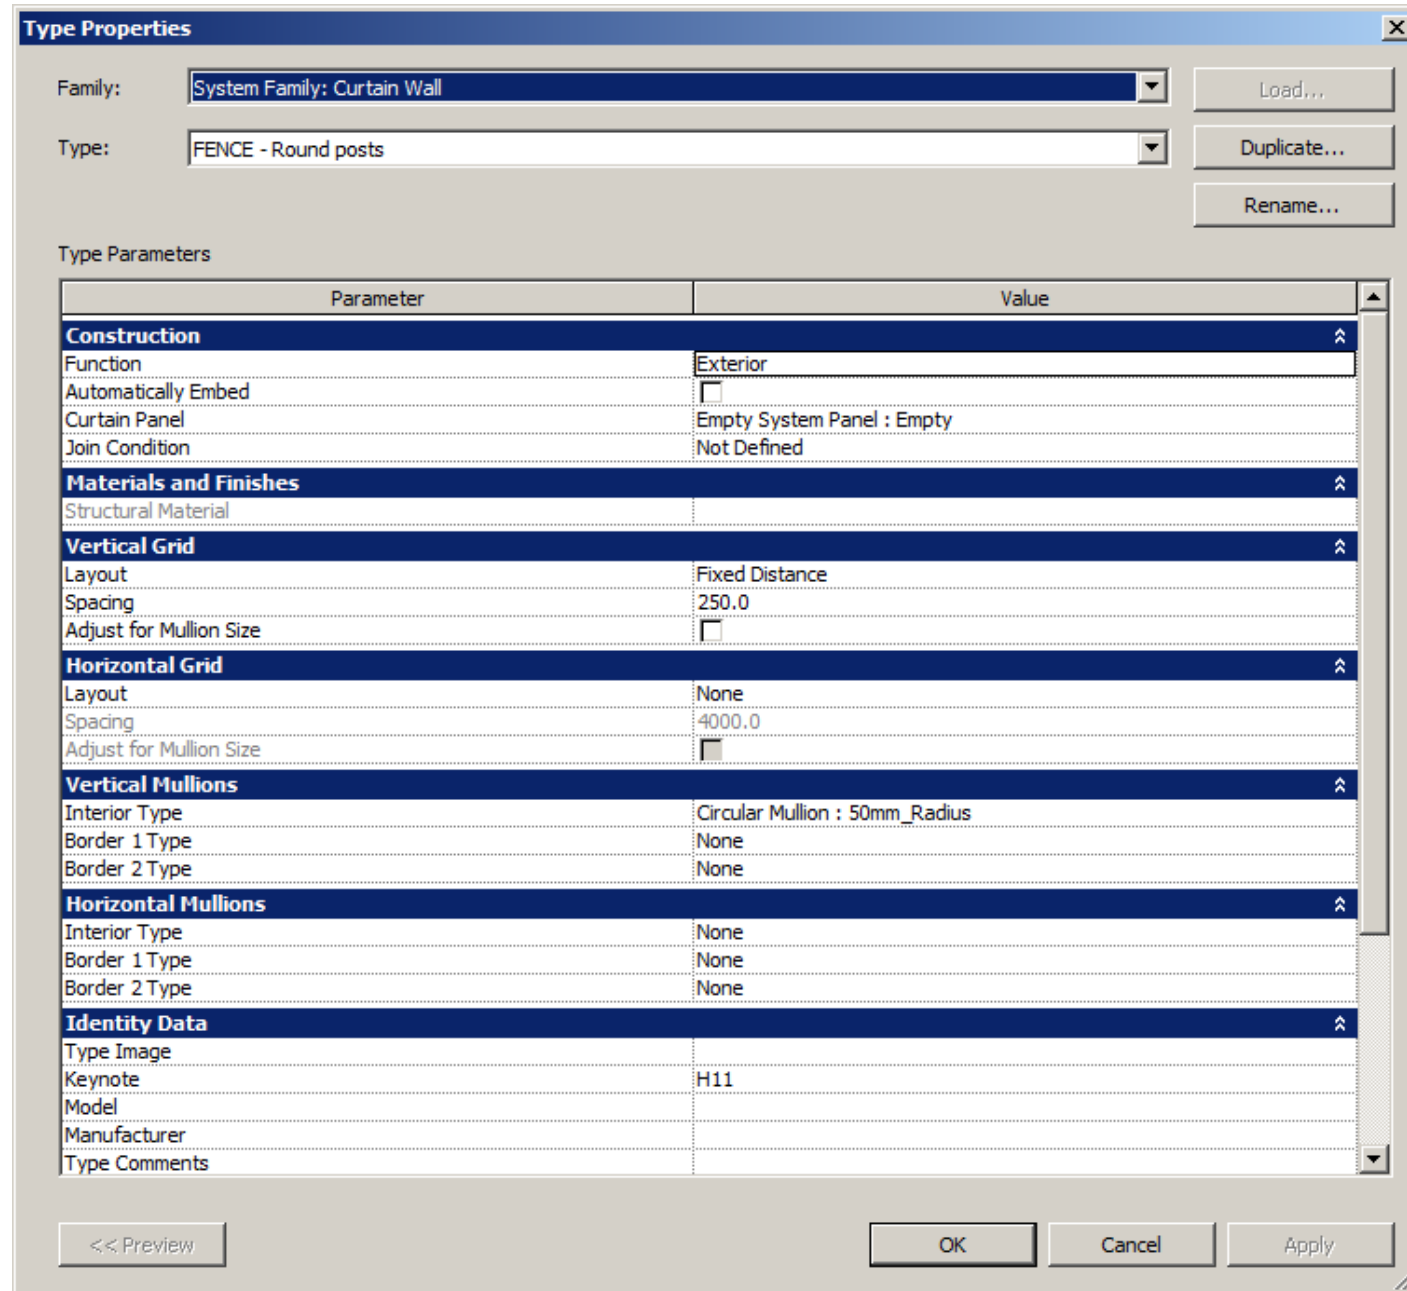 Type Properties
Family: System Family: Curtain Wall Load...
Type: FENCE - Round posts Duplicate...
Rename...
Type Parameters
Parameter Value
Construction
Function Exterior
Automatically Embed
Curtain Panel Empty System Panel : Empty
Join Condition Not Defined
Materials and Finishes
Structural Material
Vertical Grid
Layout Fixed Distance
Spacing 250.0
Adjust for Mullion Size
Horizontal Grid
Layout None
Spacing 4000.0
Adjust for Mullion Size
Vertical Mullions
Interior Type Circular Mullion : 50mm_Radius
Border 1 Type None
Border 2 Type None
Horizontal Mullions
Interior Type None
Border 1 Type None
Border 2 Type None
Identity Data
Type Image
Keynote H11
Model
Manufacturer
Type Comments
<< Preview OK Cancel Apply